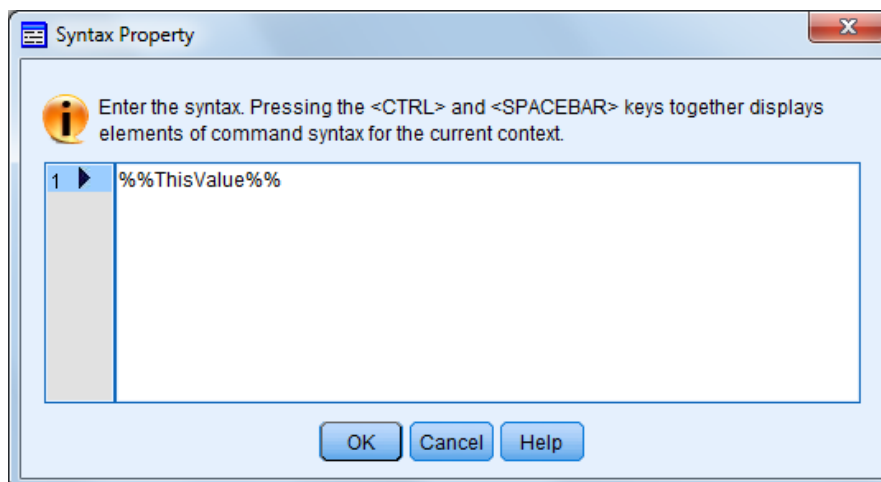 Syntax Property
Enter the syntax. Pressing the <CTRL> and <SPACEBAR> keys together displays
elements of command syntax for the current context.
1 %%ThisValue%%
OK Cancel Help